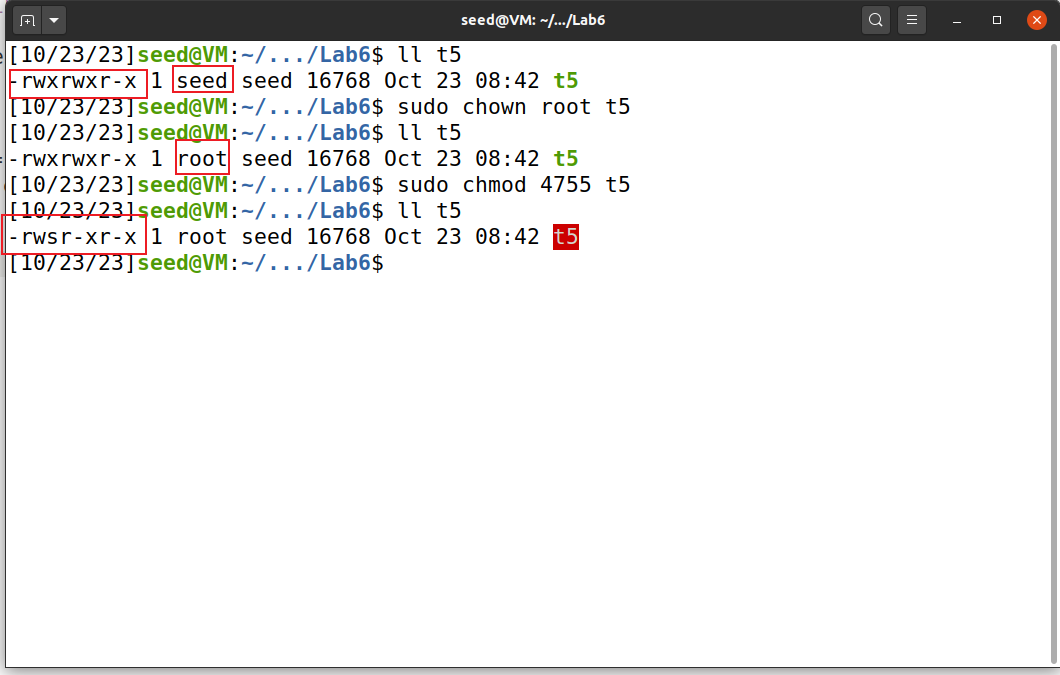 seed@VM: ~/.../Lab6
[10/23/23]seed@VM:~/.../Lab6$ ll t5
-rwxrwxr-x 1 seed seed 16768 Oct 23 08:42 t5
[10/23/23]seed@VM:~/.../Lab6$ sudo chown root t5
[10/23/23]seed@VM:~/.../Lab6$ ll t5
-rwxrwxr-x 1 root seed 16768 Oct 23 08:42 t5
[10/23/23]seed@VM:~/.../Lab6$ sudo chmod 4755 t5
[10/23/23]seed@VM:~/.../Lab6$ ll t5
-rwsr-xr-x 1 root seed 16768 Oct 23 08:42 t5
[10/23/23]seed@VM:~/.../Lab6$